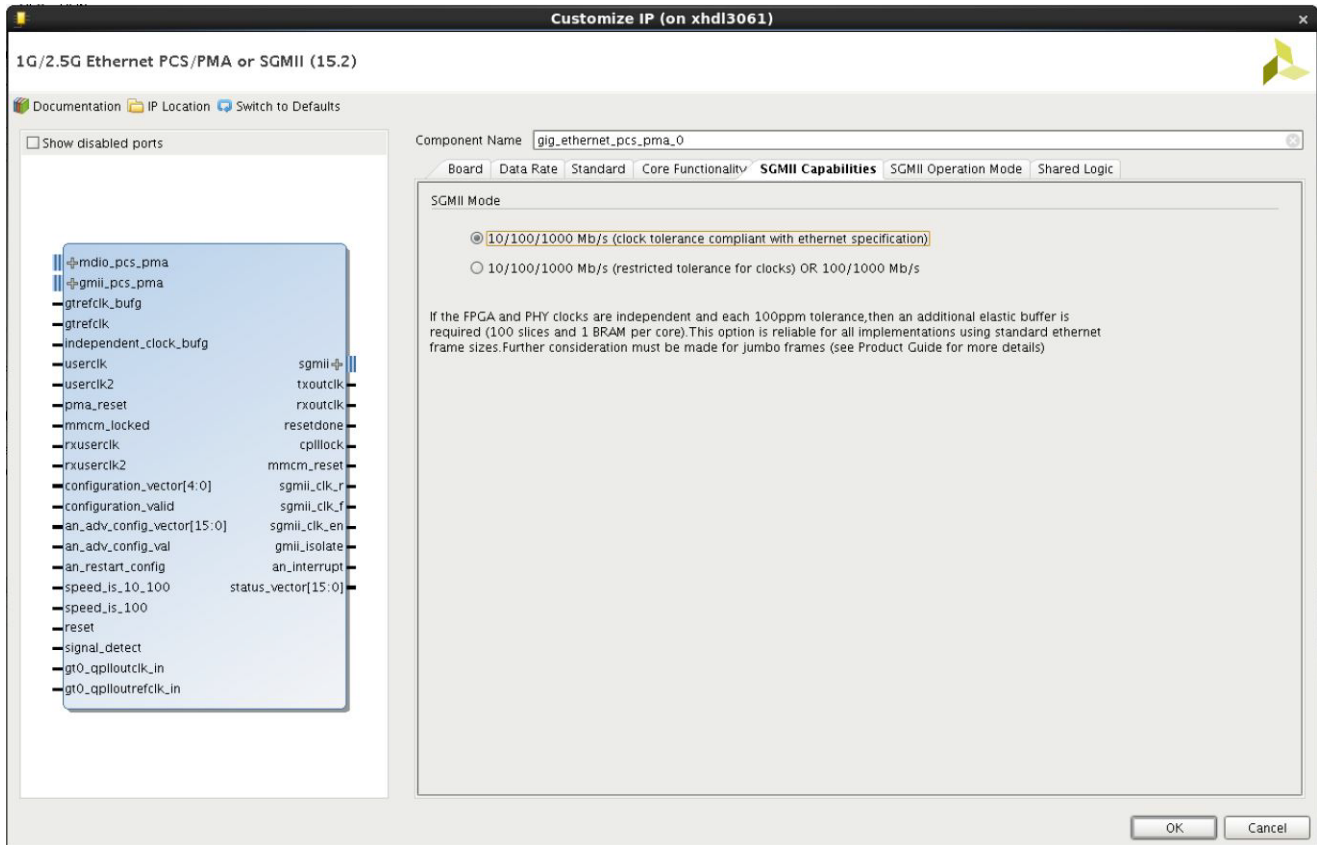 Customize IP (on xhdl3061)
1G/2.5G Ethernet PCS/PMA or SGMII (15.2)
Documentation IP Location Switch to Defaults
Show disabled ports
mdio_pcs_pma
gmii_pcs_pma
gtrefclk_bufg
gtrefclk
independent_clock_bufg
userclk
userclk2
pma_reset
mmcm_locked
rxuserclk
rxuserclk2
configuration_vector[4:0]
configuration_valid
an_adv_config_vector[15:0]
an_adv_config_val
an_restart_config
speed_is_10_100
speed_is_100
reset
signal_detect
gt0_qplloutclk_in
gt0_qplloutrefclk_in
sgmii
txoutclk
rxoutclk
resetdone
cplllock
mmcm_reset
sgmii_clk_r
sgmii_clk_f
sgmii_clk_en
gmii_isolate
an_interrupt
status_vector[15:0]
Component Name gig_ethernet_pcs_pma_0
Board Data Rate Standard Core Functionality SGMII Capabilities SGMII Operation Mode Shared Logic
SGMII Mode
10/100/1000 Mb/s (clock tolerance compliant with ethernet specification)
10/100/1000 Mb/s (restricted tolerance for clocks) OR 100/1000 Mb/s
If the FPGA and PHY clocks are independent and each 100ppm tolerance,then an additional elastic buffer is
required (100 slices and 1 BRAM per core).This option is reliable for all implementations using standard ethernet
frame sizes.Further consideration must be made for jumbo frames (see Product Guide for more details)
OK Cancel